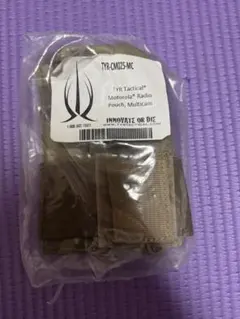 TYR-CM025-MC
TYR Tactical®
Motorola® Radio
Pouch, Multicam
INNOVATE OR DIE